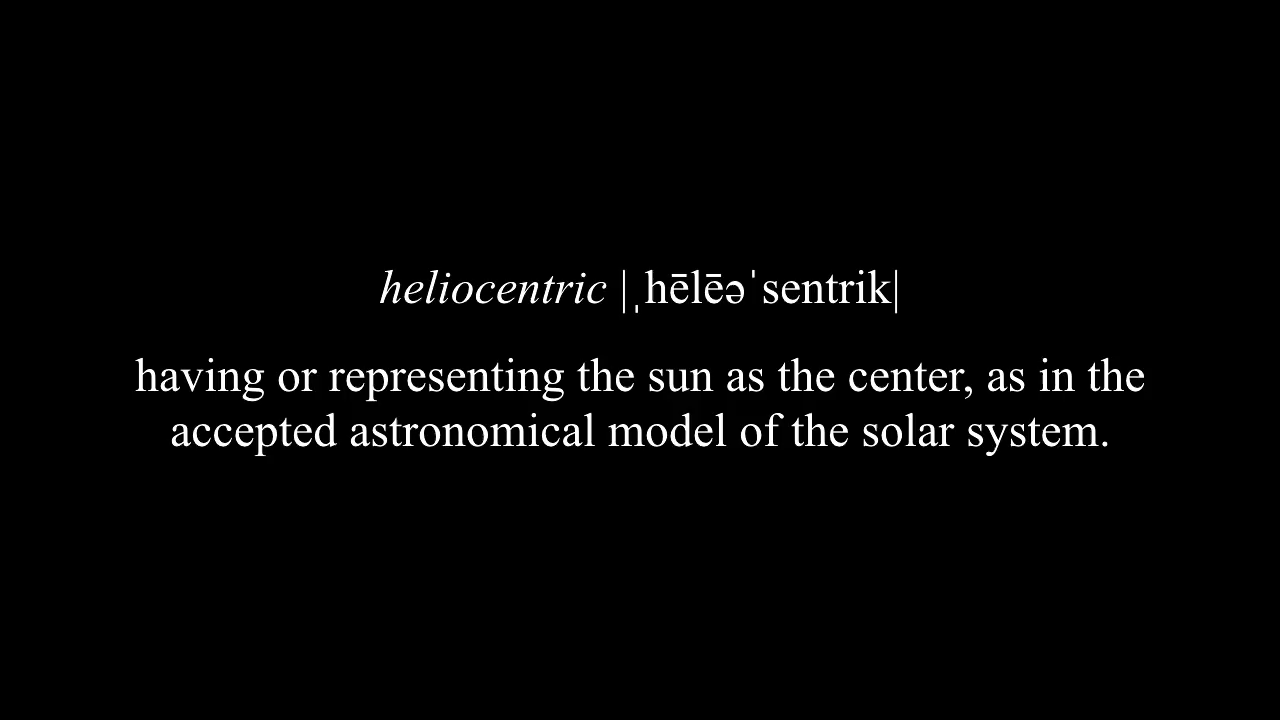 heliocentric |ˌhēlēəˈsentrik|
having or representing the sun as the center, as in the
accepted astronomical model of the solar system.